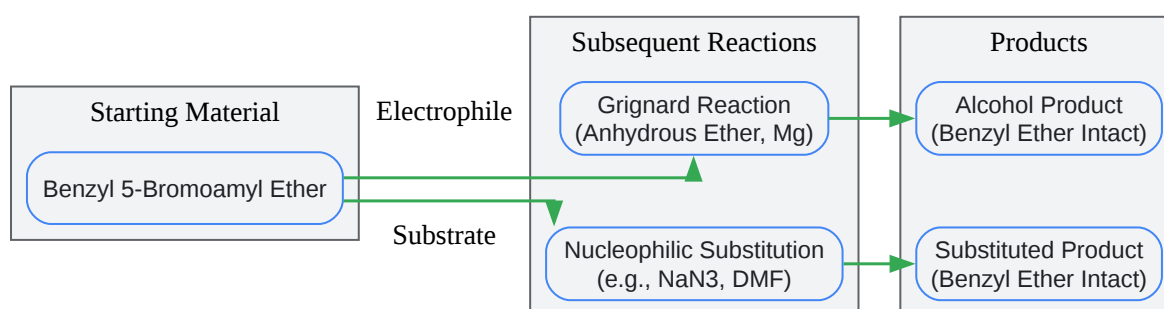 Starting Material
Benzyl 5-Bromoamyl Ether
Electrophile
Substrate
Subsequent Reactions
Grignard Reaction
(Anhydrous Ether, Mg)
Nucleophilic Substitution
(e.g., NaN3, DMF)
Products
Alcohol Product
(Benzyl Ether Intact)
Substituted Product
(Benzyl Ether Intact)